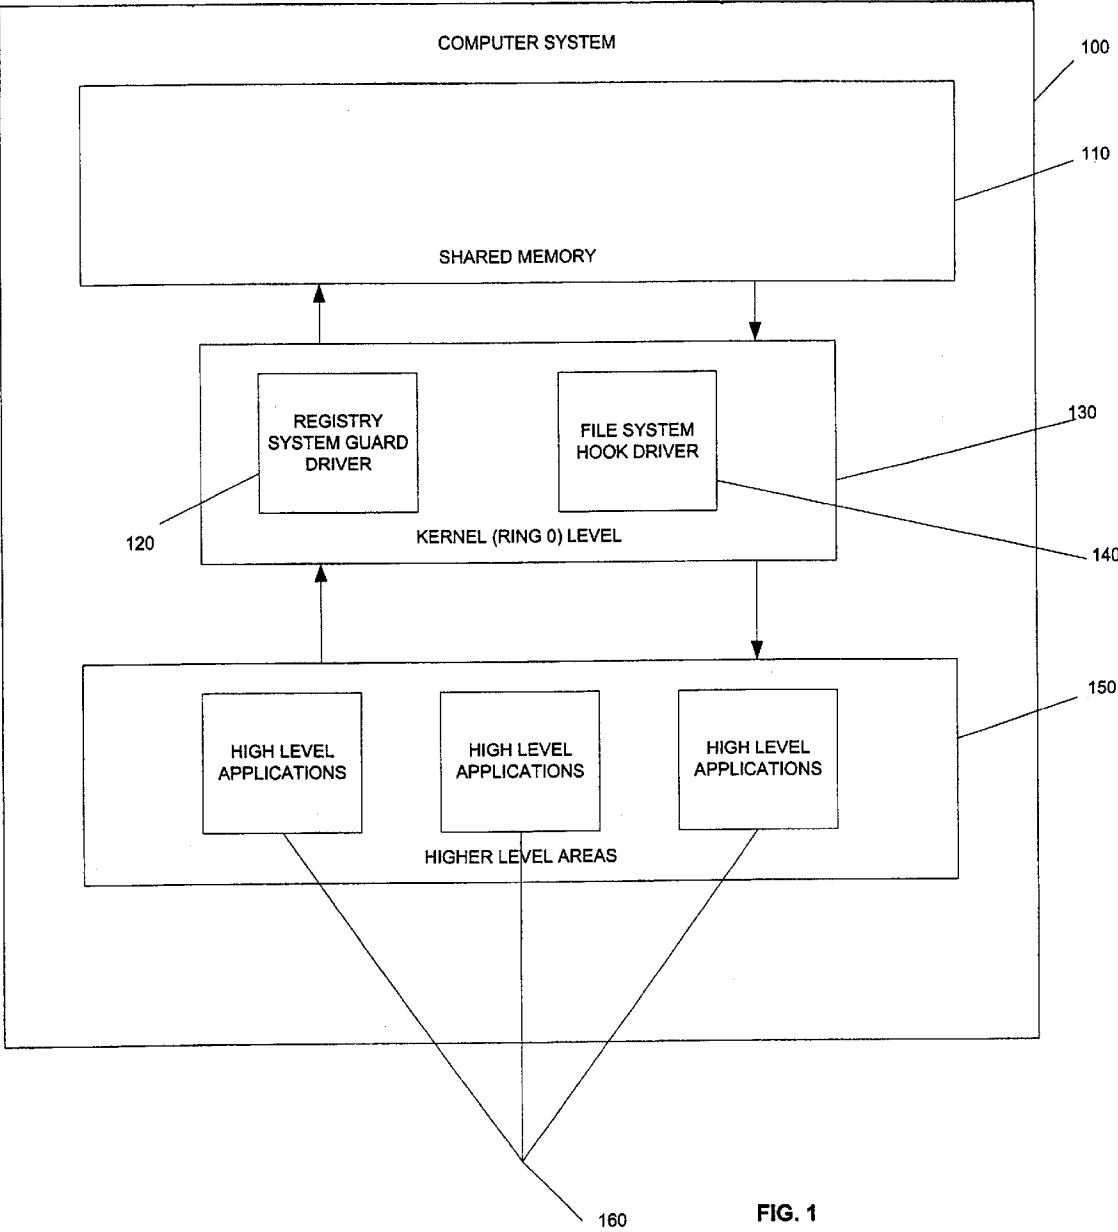 COMPUTER SYSTEM
100
110
SHARED MEMORY
REGISTRY
SYSTEM GUARD
DRIVER
FILE SYSTEM
HOOK DRIVER
130
120
KERNEL (RING 0) LEVEL
140
150
HIGH LEVEL
APPLICATIONS
HIGH LEVEL
APPLICATIONS
HIGH LEVEL
APPLICATIONS
HIGHER LEVEL AREAS
160
FIG. 1